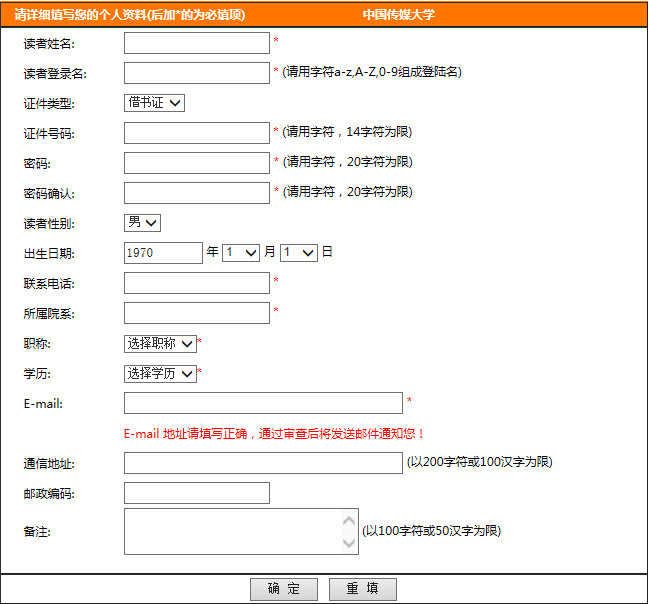 请详细填写您的个人资料(后加*的为必填项) 中国传媒大学
读者姓名: *
读者登录名: * (请用字符a-z,A-Z,0-9组成登陆名)
证件类型: 借书证
证件号码: * (请用字符，14字符为限)
密码: * (请用字符，20字符为限)
密码确认: * (请用字符，20字符为限)
读者性别: 男
出生日期: 1970 年 1 月 1 日
联系电话: *
所属院系: *
职称: 选择职称 *
学历: 选择学历 *
E-mail: *
E-mail 地址请填写正确，通过审查后将发送邮件通知您！
通信地址: (以200字符或100汉字为限)
邮政编码:
备注: (以100字符或50汉字为限)
确 定 重 填